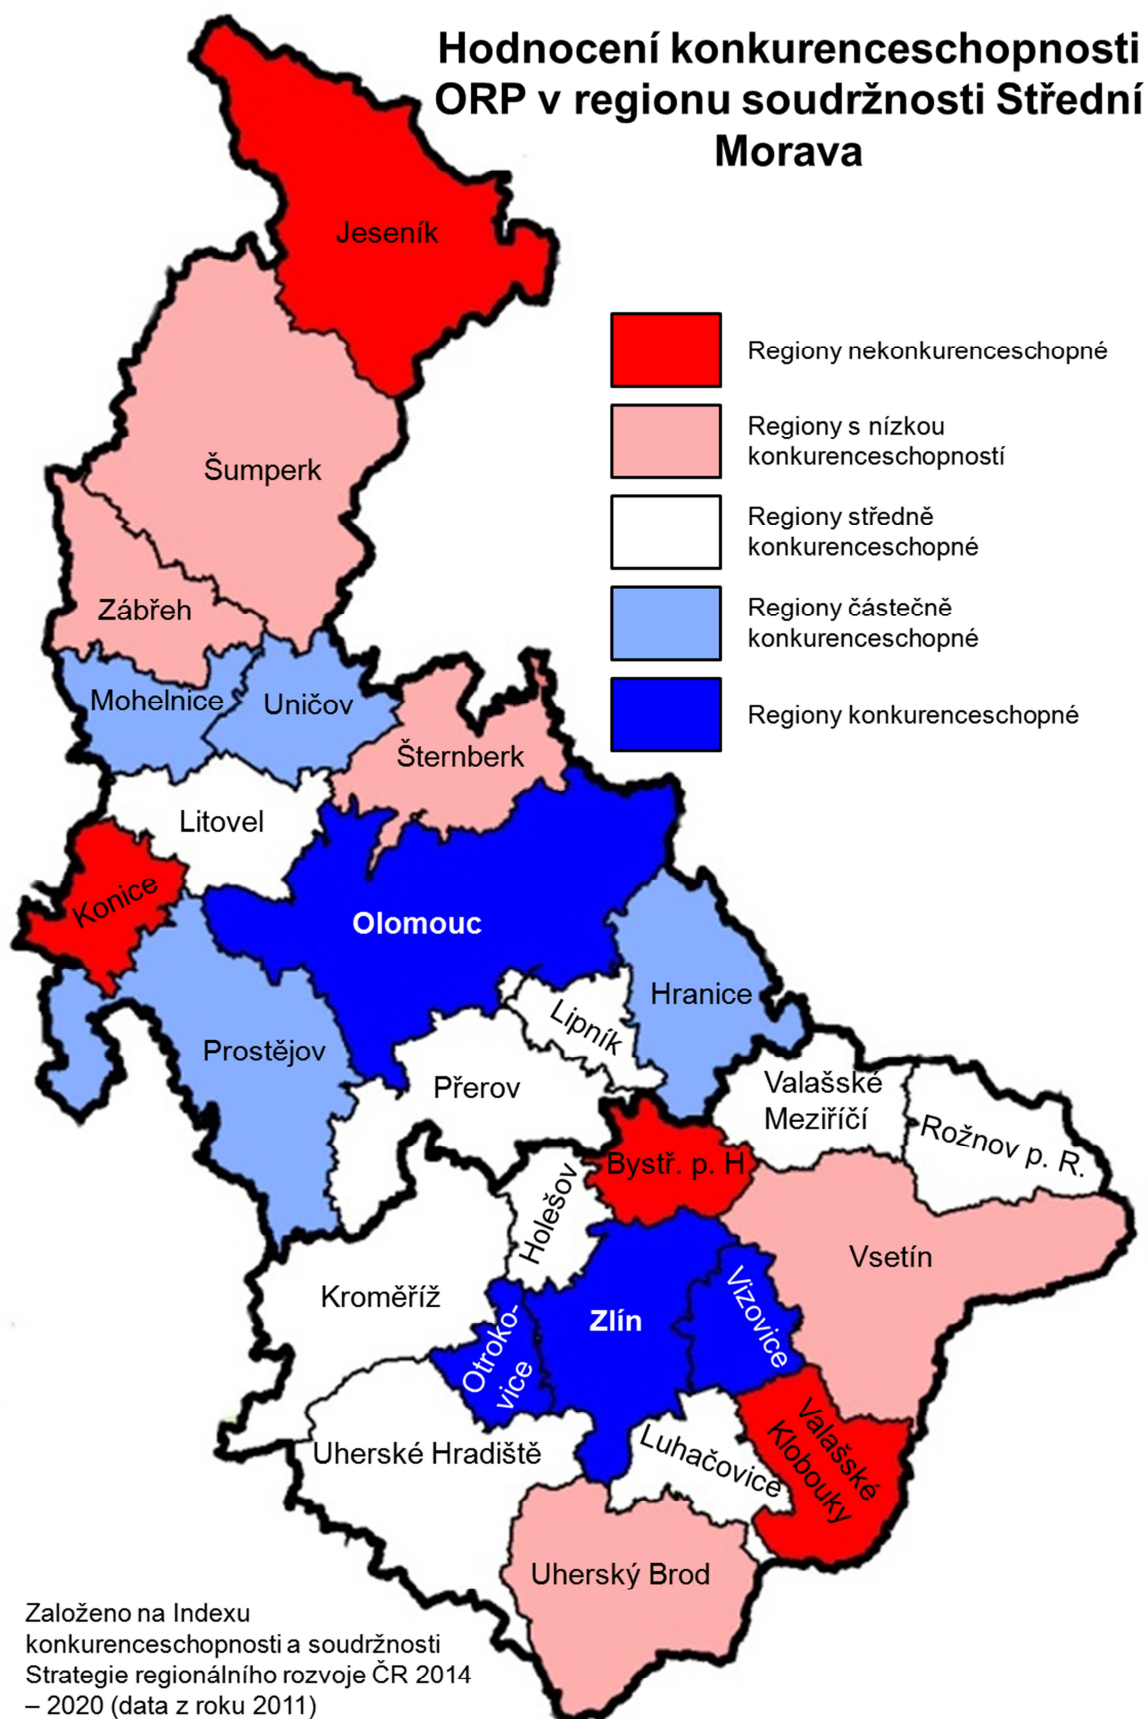 Hodnocení konkurenceschopnosti
ORP v regionu soudržnosti Střední
Morava
Jeseník
Regiony nekonkurenceschopné
Regiony s nízkou
konkurenceschopností
Šumperk
Regiony středně
konkurenceschopné
Zábřeh
Regiony částečně
konkurenceschopné
Mohelnice
Uničov
Regiony konkurenceschopné
Šternberk
Litovel
Konice
Olomouc
Hranice
Lipník
Prostějov
Přerov
Valašské
Meziříčí
Rožnov p. R.
Bystř. p. H
Holešov
Vsetín
Kroměříž
Otroko-
vice
Zlín
Vizovice
Uherské Hradiště
Luhačovice
Valašské
Klobouky
Uherský Brod
Založeno na Indexu
konkurenceschopnosti a soudržnosti
Strategie regionálního rozvoje ČR 2014
– 2020 (data z roku 2011)